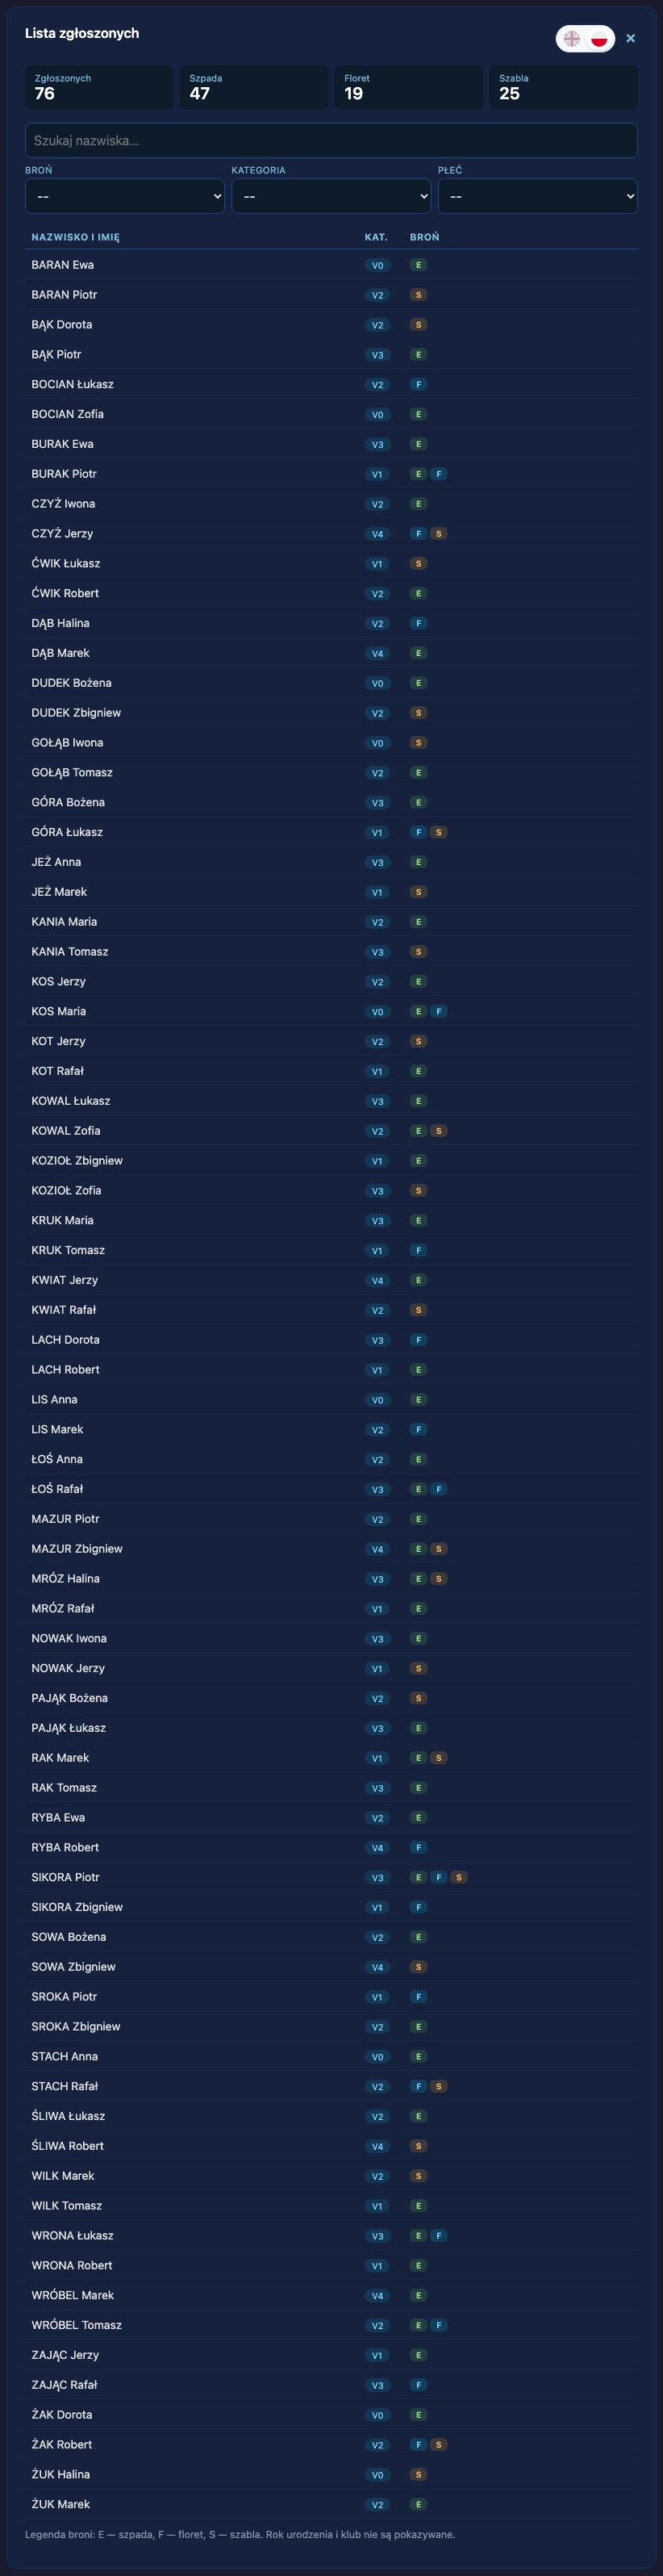 Lista zgłoszonych
✕
Zgłoszonych Szpada Floret Szabla
76 47 19 25
Szukaj nazwiska...
BROŃ KATEGORIA PŁEĆ
-- -- --
NAZWISKO I IMIĘ KAT. BROŃ
BARAN Ewa V0 E
BARAN Piotr V2 S
BĄK Dorota V2 S
BĄK Piotr V3 E
BOCIAN Łukasz V2 F
BOCIAN Zofia V0 E
BURAK Ewa V3 E
BURAK Piotr V1 E F
CZYŻ Iwona V2 E
CZYŻ Jerzy V4 F S
ĆWIK Łukasz V1 S
ĆWIK Robert V2 E
DĄB Halina V2 F
DĄB Marek V4 E
DUDEK Bożena V0 E
DUDEK Zbigniew V2 S
GOŁĄB Iwona V0 S
GOŁĄB Tomasz V2 E
GÓRA Bożena V3 E
GÓRA Łukasz V1 F S
JEŻ Anna V3 E
JEŻ Marek V1 S
KANIA Maria V2 E
KANIA Tomasz V3 S
KOS Jerzy V2 E
KOS Maria V0 E F
KOT Jerzy V2 S
KOT Rafał V1 E
KOWAL Łukasz V3 E
KOWAL Zofia V2 E S
KOZIOŁ Zbigniew V1 E
KOZIOŁ Zofia V3 S
KRUK Maria V3 E
KRUK Tomasz V1 F
KWIAT Jerzy V4 E
KWIAT Rafał V2 S
LACH Dorota V3 F
LACH Robert V1 E
LIS Anna V0 E
LIS Marek V2 F
ŁOŚ Anna V2 E
ŁOŚ Rafał V3 E F
MAZUR Piotr V2 E
MAZUR Zbigniew V4 E S
MRÓZ Halina V3 E S
MRÓZ Rafał V1 E
NOWAK Iwona V3 E
NOWAK Jerzy V1 S
PAJĄK Bożena V2 S
PAJĄK Łukasz V3 E
RAK Marek V1 E S
RAK Tomasz V3 E
RYBA Ewa V2 E
RYBA Robert V4 F
SIKORA Piotr V3 E F S
SIKORA Zbigniew V1 F
SOWA Bożena V2 E
SOWA Zbigniew V4 S
SROKA Piotr V1 F
SROKA Zbigniew V2 E
STACH Anna V0 E
STACH Rafał V2 F S
ŚLIWA Łukasz V2 E
ŚLIWA Robert V4 S
WILK Marek V2 S
WILK Tomasz V1 E
WRONA Łukasz V3 E F
WRONA Robert V1 E
WRÓBEL Marek V4 E
WRÓBEL Tomasz V2 E F
ZAJĄC Jerzy V1 E
ZAJĄC Rafał V3 F
ŻAK Dorota V0 E
ŻAK Robert V2 F S
ŻUK Halina V0 S
ŻUK Marek V2 E
Legenda broni: E — szpada, F — floret, S — szabla. Rok urodzenia i klub nie są pokazywane.